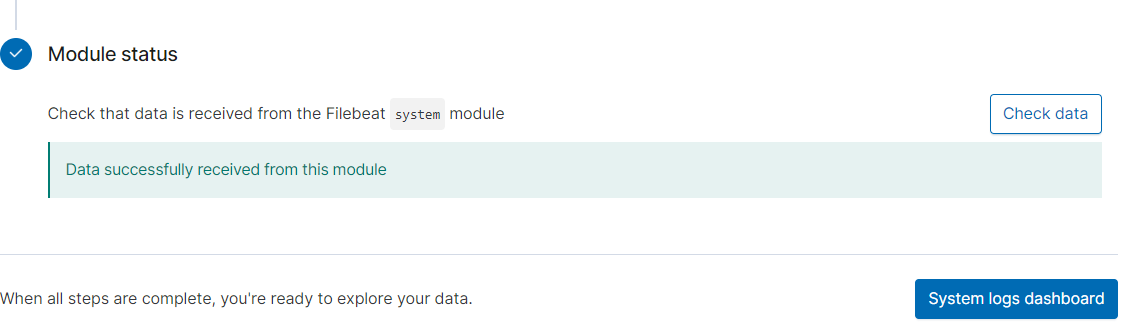 Module status
Check that data is received from the Filebeat system module
Check data
Data successfully received from this module
When all steps are complete, you're ready to explore your data.
System logs dashboard